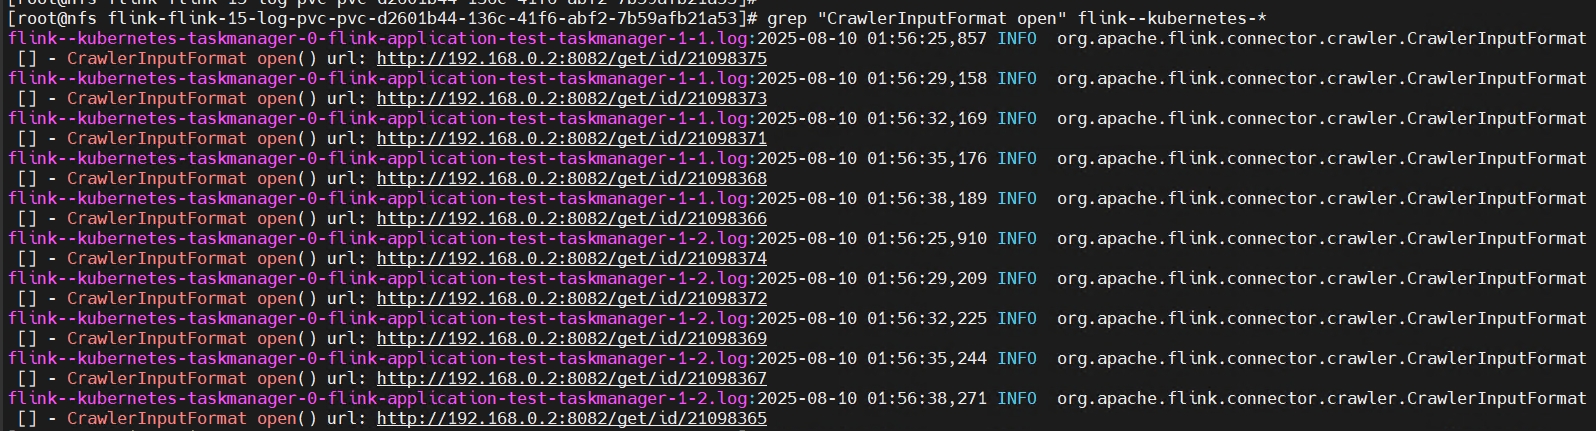 [root@nfs flink-flink-15-log-pvc-pvc-d2601b44-136c-41f6-abf2-7b59afb21a53]#
[root@nfs flink-flink-15-log-pvc-pvc-d2601b44-136c-41f6-abf2-7b59afb21a53]# grep "CrawlerInputFormat open" flink--kubernetes-*
flink--kubernetes-taskmanager-0-flink-application-test-taskmanager-1-1.log:2025-08-10 01:56:25,857 INFO  org.apache.flink.connector.crawler.CrawlerInputFormat
 [] - CrawlerInputFormat open() url: http://192.168.0.2:8082/get/id/21098375
flink--kubernetes-taskmanager-0-flink-application-test-taskmanager-1-1.log:2025-08-10 01:56:29,158 INFO  org.apache.flink.connector.crawler.CrawlerInputFormat
 [] - CrawlerInputFormat open() url: http://192.168.0.2:8082/get/id/21098373
flink--kubernetes-taskmanager-0-flink-application-test-taskmanager-1-1.log:2025-08-10 01:56:32,169 INFO  org.apache.flink.connector.crawler.CrawlerInputFormat
 [] - CrawlerInputFormat open() url: http://192.168.0.2:8082/get/id/21098371
flink--kubernetes-taskmanager-0-flink-application-test-taskmanager-1-1.log:2025-08-10 01:56:35,176 INFO  org.apache.flink.connector.crawler.CrawlerInputFormat
 [] - CrawlerInputFormat open() url: http://192.168.0.2:8082/get/id/21098368
flink--kubernetes-taskmanager-0-flink-application-test-taskmanager-1-1.log:2025-08-10 01:56:38,189 INFO  org.apache.flink.connector.crawler.CrawlerInputFormat
 [] - CrawlerInputFormat open() url: http://192.168.0.2:8082/get/id/21098366
flink--kubernetes-taskmanager-0-flink-application-test-taskmanager-1-2.log:2025-08-10 01:56:25,910 INFO  org.apache.flink.connector.crawler.CrawlerInputFormat
 [] - CrawlerInputFormat open() url: http://192.168.0.2:8082/get/id/21098374
flink--kubernetes-taskmanager-0-flink-application-test-taskmanager-1-2.log:2025-08-10 01:56:29,209 INFO  org.apache.flink.connector.crawler.CrawlerInputFormat
 [] - CrawlerInputFormat open() url: http://192.168.0.2:8082/get/id/21098372
flink--kubernetes-taskmanager-0-flink-application-test-taskmanager-1-2.log:2025-08-10 01:56:32,225 INFO  org.apache.flink.connector.crawler.CrawlerInputFormat
 [] - CrawlerInputFormat open() url: http://192.168.0.2:8082/get/id/21098369
flink--kubernetes-taskmanager-0-flink-application-test-taskmanager-1-2.log:2025-08-10 01:56:35,244 INFO  org.apache.flink.connector.crawler.CrawlerInputFormat
 [] - CrawlerInputFormat open() url: http://192.168.0.2:8082/get/id/21098367
flink--kubernetes-taskmanager-0-flink-application-test-taskmanager-1-2.log:2025-08-10 01:56:38,271 INFO  org.apache.flink.connector.crawler.CrawlerInputFormat
 [] - CrawlerInputFormat open() url: http://192.168.0.2:8082/get/id/21098365